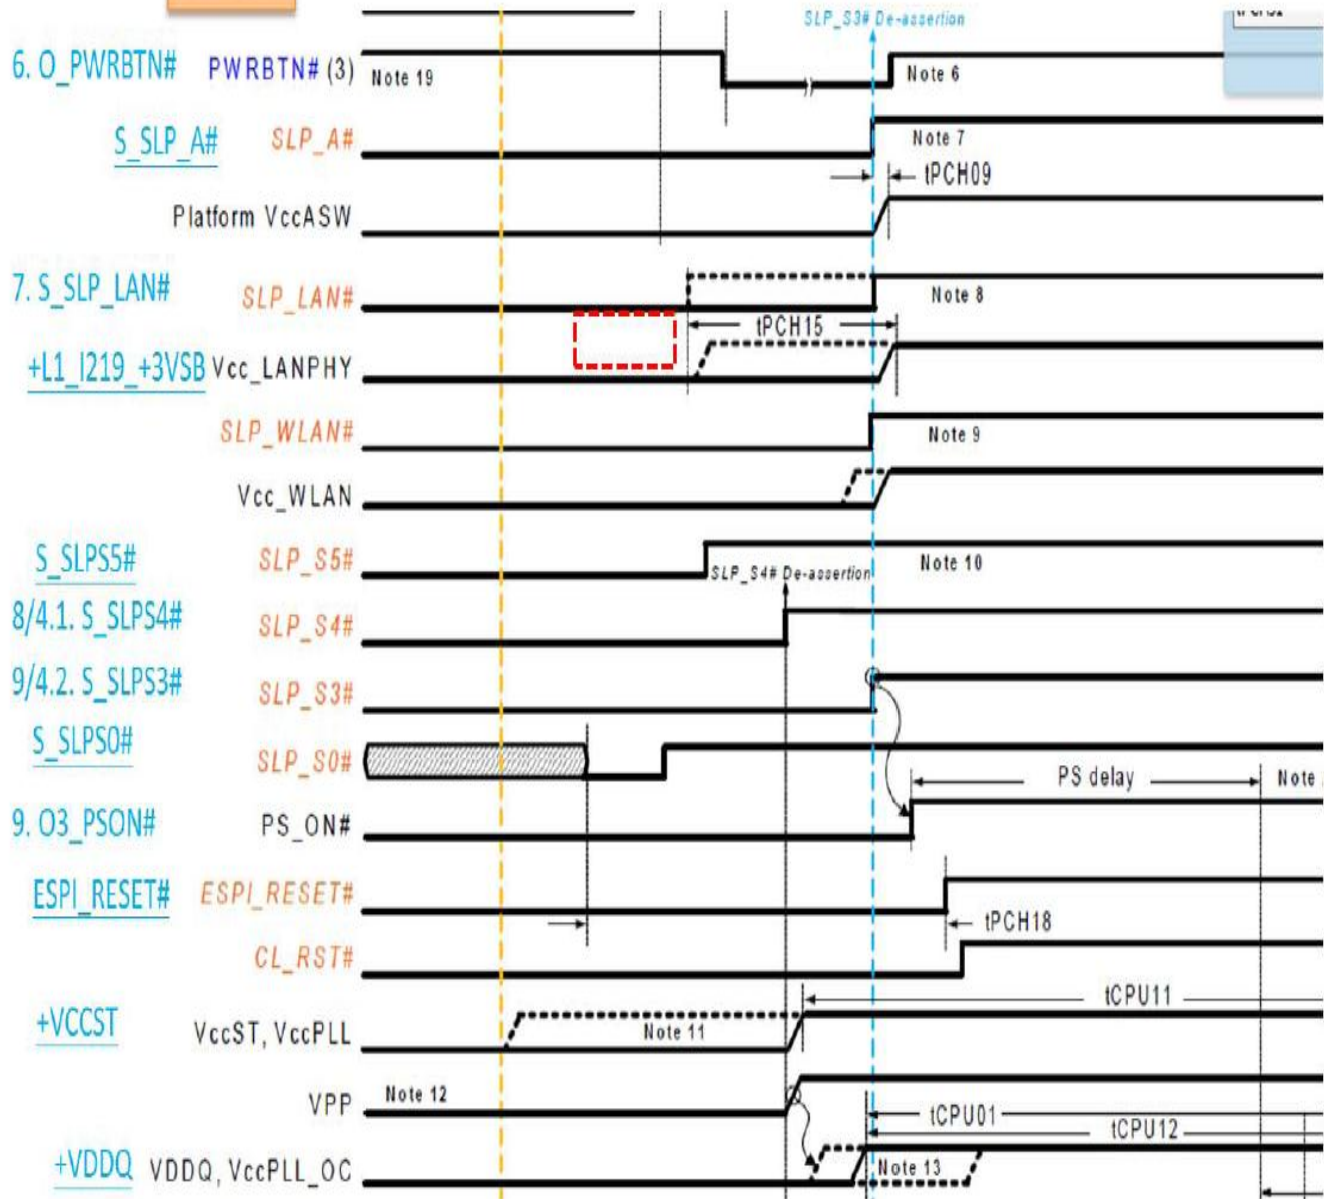 SLP_S3# De-assertion
6. O_PWRBTN# PWRBTN# (3) Note 19 Note 6
S_SLP_A# SLP_A# Note 7
tPCH09
Platform VccASW
7. S_SLP_LAN# SLP_LAN# Note 8
tPCH15
+L1_I219_+3VSB Vcc_LANPHY
SLP_WLAN# Note 9
Vcc_WLAN
S_SLPS5# SLP_S5# Note 10
SLP_S4# De-assertion
8/4.1. S_SLPS4# SLP_S4#
9/4.2. S_SLPS3# SLP_S3#
S_SLPS0# SLP_S0#
PS delay Note
9. O3_PSON# PS_ON#
ESPI_RESET# ESPI_RESET#
tPCH18
CL_RST#
tCPU11
+VCCST VccST, VccPLL Note 11
VPP Note 12
tCPU01
tCPU12
+VDDQ VDDQ, VccPLL_OC Note 13